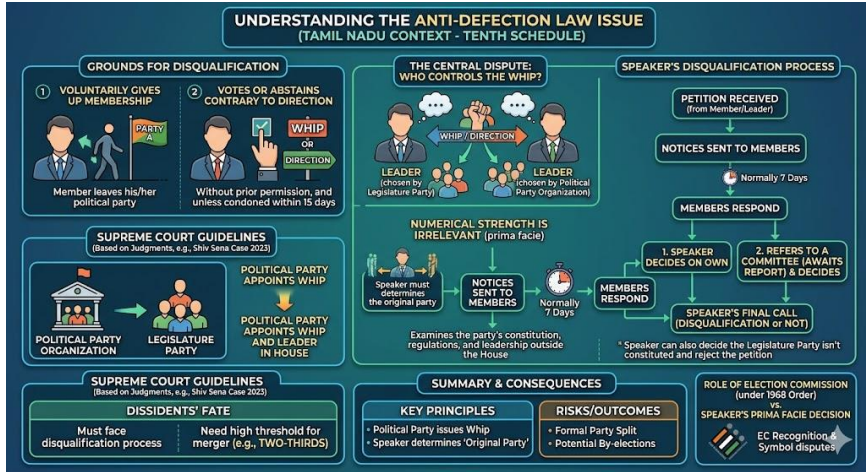 UNDERSTANDING THE ANTI-DEFECTION LAW ISSUE
(TAMIL NADU CONTEXT - TENTH SCHEDULE)
GROUNDS FOR DISQUALIFICATION
1 VOLUNTARILY GIVES
UP MEMBERSHIP
PARTY
A
Member leaves his/her
political party
2 VOTES OR ABSTAINS
CONTRARY TO DIRECTION
WHIP
OR
DIRECTION
Without prior permission, and
unless condoned within 15 days
SUPREME COURT GUIDELINES
(Based on Judgments, e.g., Shiv Sena Case 2023)
POLITICAL PARTY
ORGANIZATION
LEGISLATURE
PARTY
POLITICAL PARTY
APPOINTS WHIP
POLITICAL PARTY
APPOINTS WHIP
AND LEADER
IN HOUSE
THE CENTRAL DISPUTE:
WHO CONTROLS THE WHIP?
WHIP / DIRECTION
LEADER
(chosen by
Legislature Party)
LEADER
(chosen by Political
Party Organization)
NUMERICAL STRENGTH IS
IRRELEVANT (prima facie)
Speaker must
determines
the original party
NOTICES
SENT TO
MEMBERS
Normally
7 Days
MEMBERS
RESPOND
Examines the party's constitution,
regulations, and leadership outside
the House
SPEAKER'S DISQUALIFICATION PROCESS
PETITION RECEIVED
(from Member/Leader)
NOTICES SENT TO MEMBERS
Normally 7 Days
MEMBERS RESPOND
1. SPEAKER
DECIDES ON OWN
2. REFERS TO A
COMMITTEE (AWAITS
REPORT) & DECIDES
SPEAKER'S FINAL CALL
(DISQUALIFICATION or NOT)
* Speaker can also decide the Legislature Party isn't
constituted and reject the petition
SUPREME COURT GUIDELINES
(Based on Judgments, e.g., Shiv Sena Case 2023)
DISSIDENTS' FATE
Must face
disqualification process
Need high threshold for
merger (e.g., TWO-THIRDS)
SUMMARY & CONSEQUENCES
KEY PRINCIPLES
• Political Party issues Whip
• Speaker determines 'Original Party'
RISKS/OUTCOMES
• Formal Party Split
• Potential By-elections
ROLE OF ELECTION COMMISSION
(under 1968 Order)
vs.
SPEAKER'S PRIMA FACIE DECISION
EC Recognition &
Symbol disputes